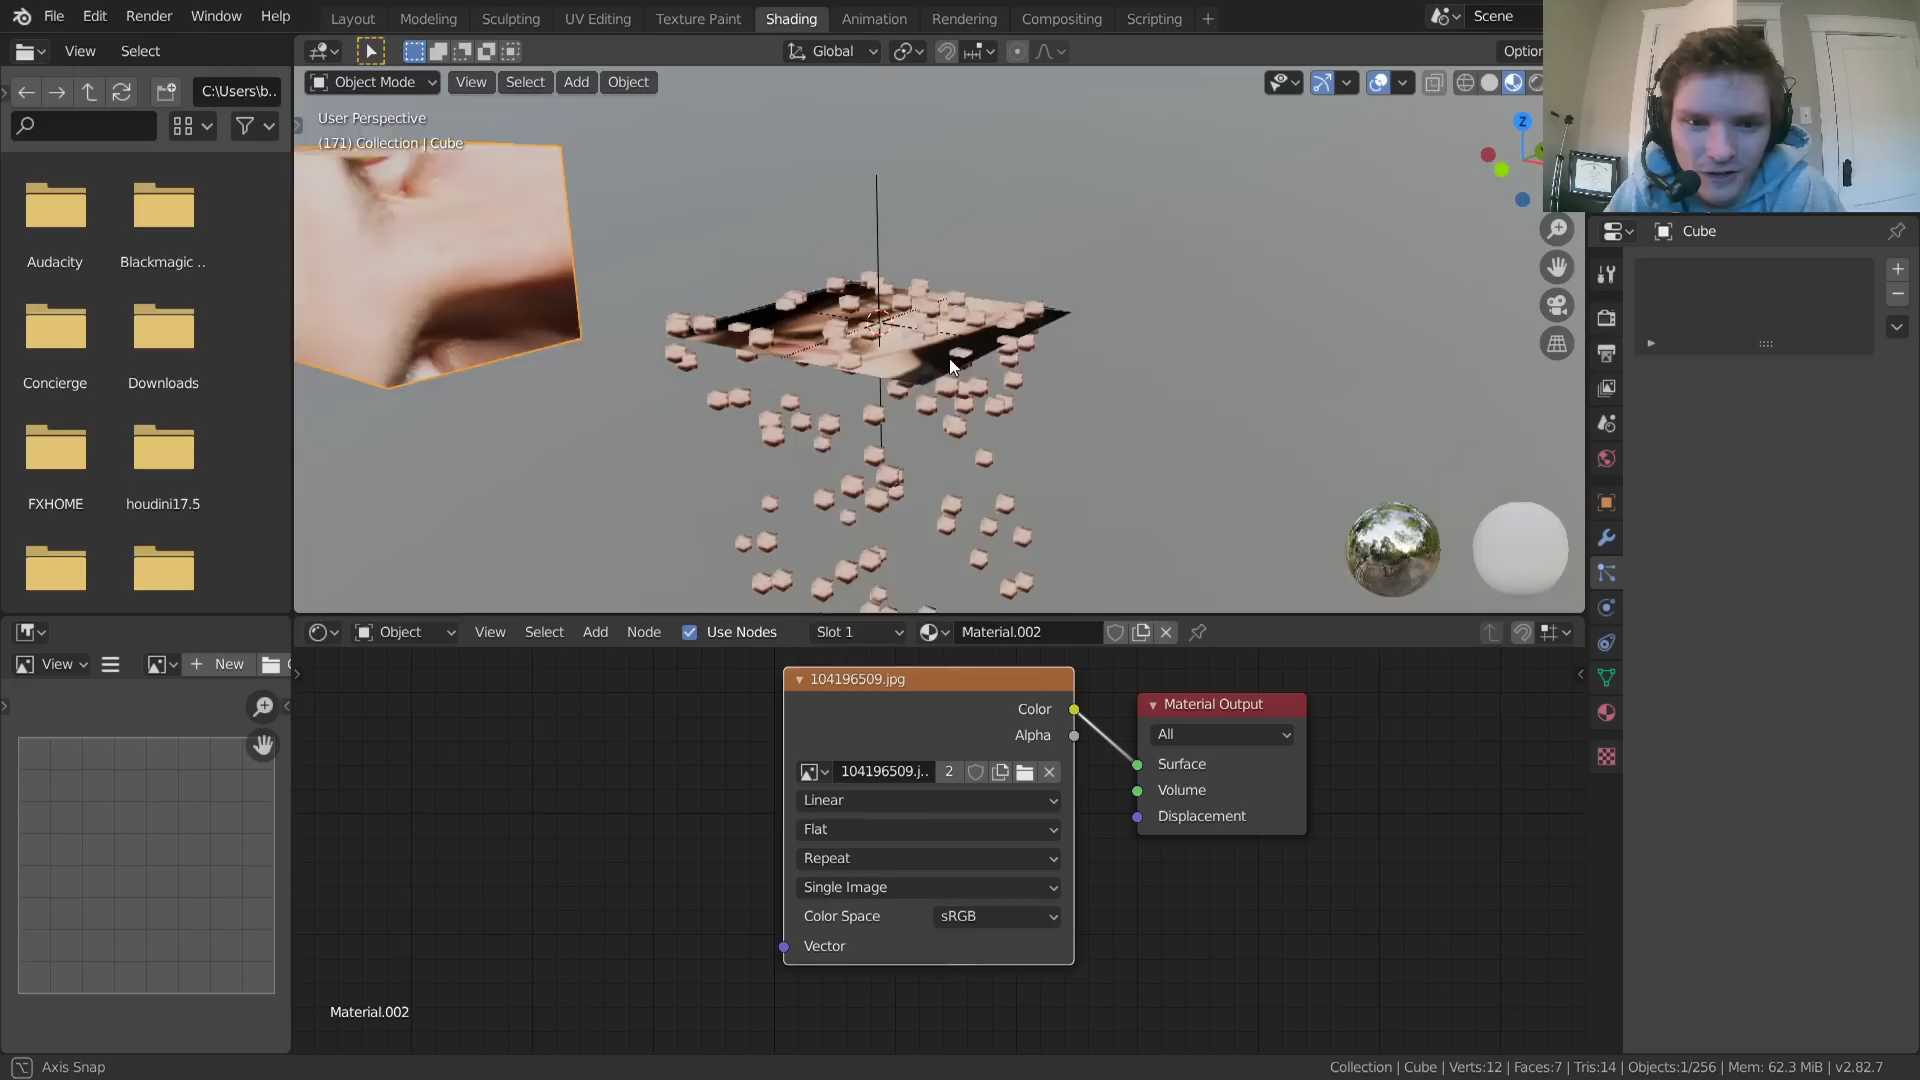 File Edit Render Window Help Layout Modeling Sculpting UV Editing Texture Paint Shading Animation Rendering Compositing Scripting + Scene
View Select Global Optio
C:\Users\b.. Object Mode View Select Add Object
User Perspective
(171) Collection | Cube
Z
Cube
Audacity Blackmagic ..
Concierge Downloads
FXHOME houdini17.5
Object View Select Add Node Object Use Nodes Slot 1 Material.002
View New
104196509.jpg
Color
Alpha
104196509.j.. 2
Linear
Flat
Repeat
Single Image
Color Space sRGB
Vector
Material Output
All
Surface
Volume
Displacement
Material.002
Axis Snap
Collection | Cube | Verts:12 | Faces:7 | Tris:14 | Objects:1/256 | Mem: 62.3 MiB | v2.82.7